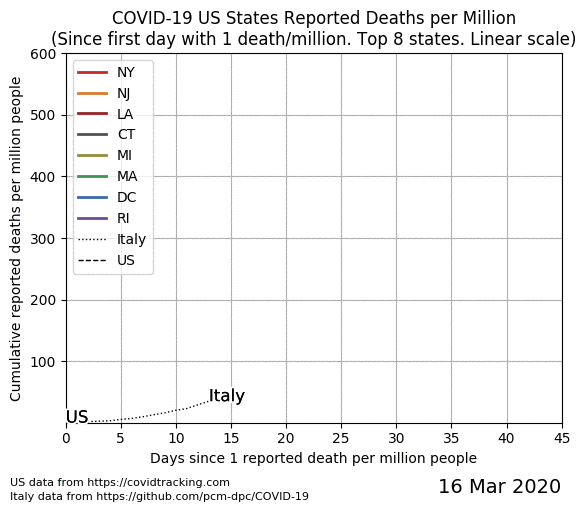 COVID-19 US States Reported Deaths per Million
(Since first day with 1 death/million. Top 8 states. Linear scale)
Cumulative reported deaths per million people
600
500
400
300
200
100
NY
NJ
LA
CT
MI
MA
DC
RI
Italy
US
Italy
US
0 5 10 15 20 25 30 35 40 45
Days since 1 reported death per million people
US data from https://covidtracking.com
Italy data from https://github.com/pcm-dpc/COVID-19
16 Mar 2020